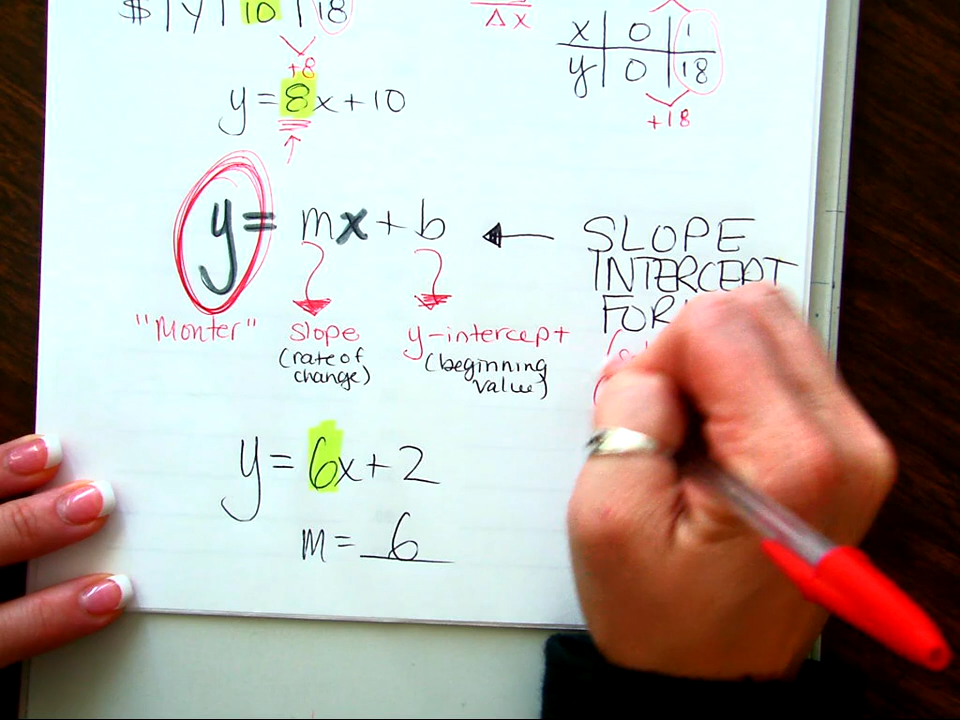 $ | y | 10 | 18
+8
y = 8x + 10
Δx
x | 0 | 1
y | 0 | 18
+18
y = mx + b
SLOPE
INTERCEPT
"Monter"
slope
(rate of
change)
y-intercept
(beginning
value)
y = 6x + 2
m = 6